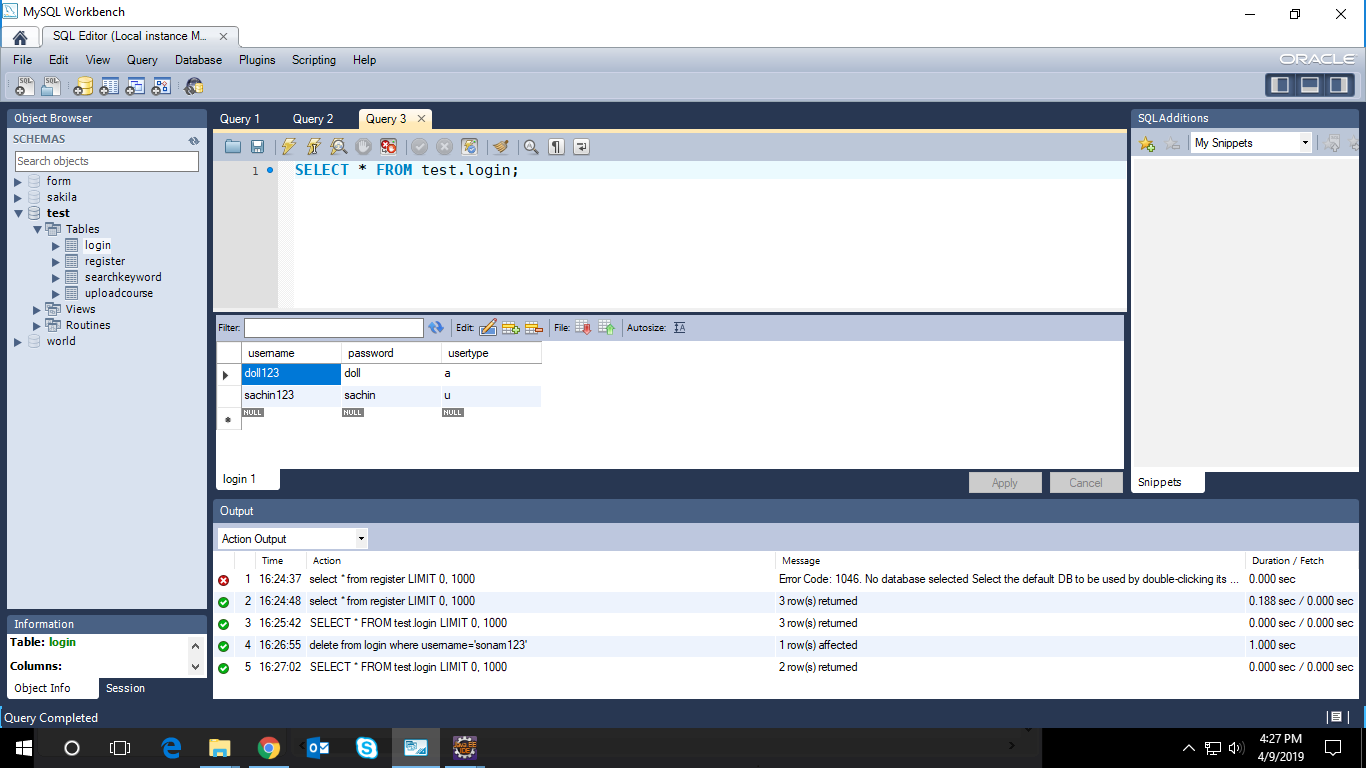 MySQL Workbench
SQL Editor (Local instance M... ×
File Edit View Query Database Plugins Scripting Help
ORACLE
Object Browser
SCHEMAS
Search objects
form
sakila
test
Tables
login
register
searchkeyword
uploadcourse
Views
Routines
world
Query 1 Query 2 Query 3 ×
1 SELECT * FROM test.login;
Filter: Edit: File: Autosize:
username password usertype
doll123 doll a
sachin123 sachin u
NULL NULL NULL
login 1
Apply Cancel
SQLAdditions
My Snippets
Snippets
Output
Action Output
Time Action Message Duration / Fetch
1 16:24:37 select * from register LIMIT 0, 1000 Error Code: 1046. No database selected Select the default DB to be used by double-clicking its ... 0.000 sec
2 16:24:48 select * from register LIMIT 0, 1000 3 row(s) returned 0.188 sec / 0.000 sec
3 16:25:42 SELECT * FROM test.login LIMIT 0, 1000 3 row(s) returned 0.000 sec / 0.000 sec
4 16:26:55 delete from login where username='sonam123' 1 row(s) affected 1.000 sec
5 16:27:02 SELECT * FROM test.login LIMIT 0, 1000 2 row(s) returned 0.000 sec / 0.000 sec
Information
Table: login
Columns:
Object Info Session
Query Completed
4:27 PM
4/9/2019